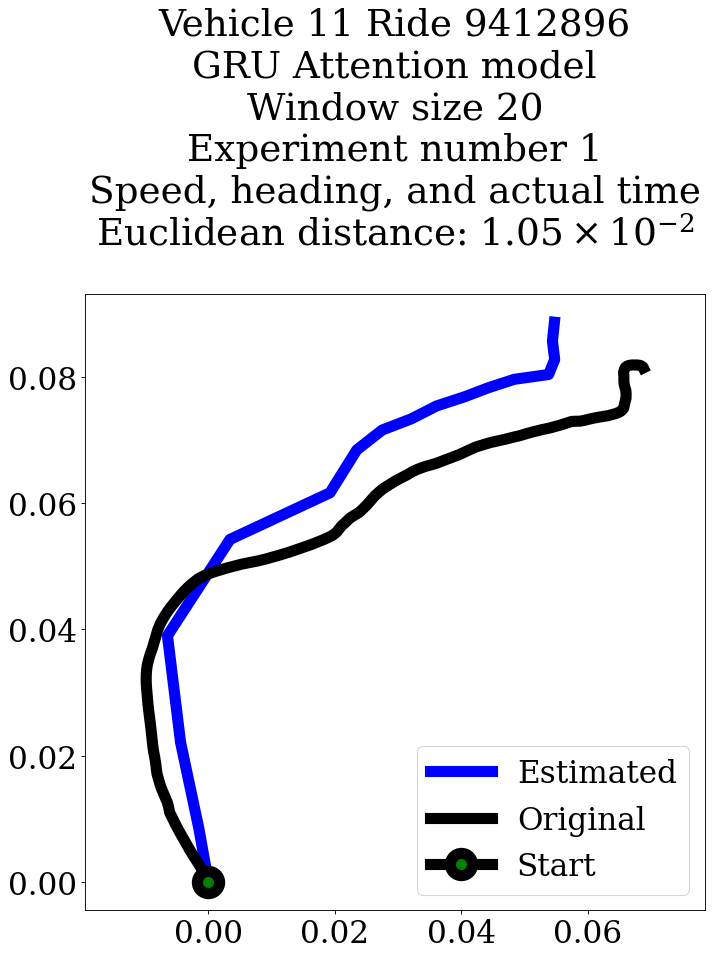 Vehicle 11 Ride 9412896
GRU Attention model
Window size 20
Experiment number 1
Speed, heading, and actual time
Euclidean distance: 1.05 × 10⁻²
0.08
0.06
0.04
0.02
0.00
Estimated
Original
Start
0.00 0.02 0.04 0.06